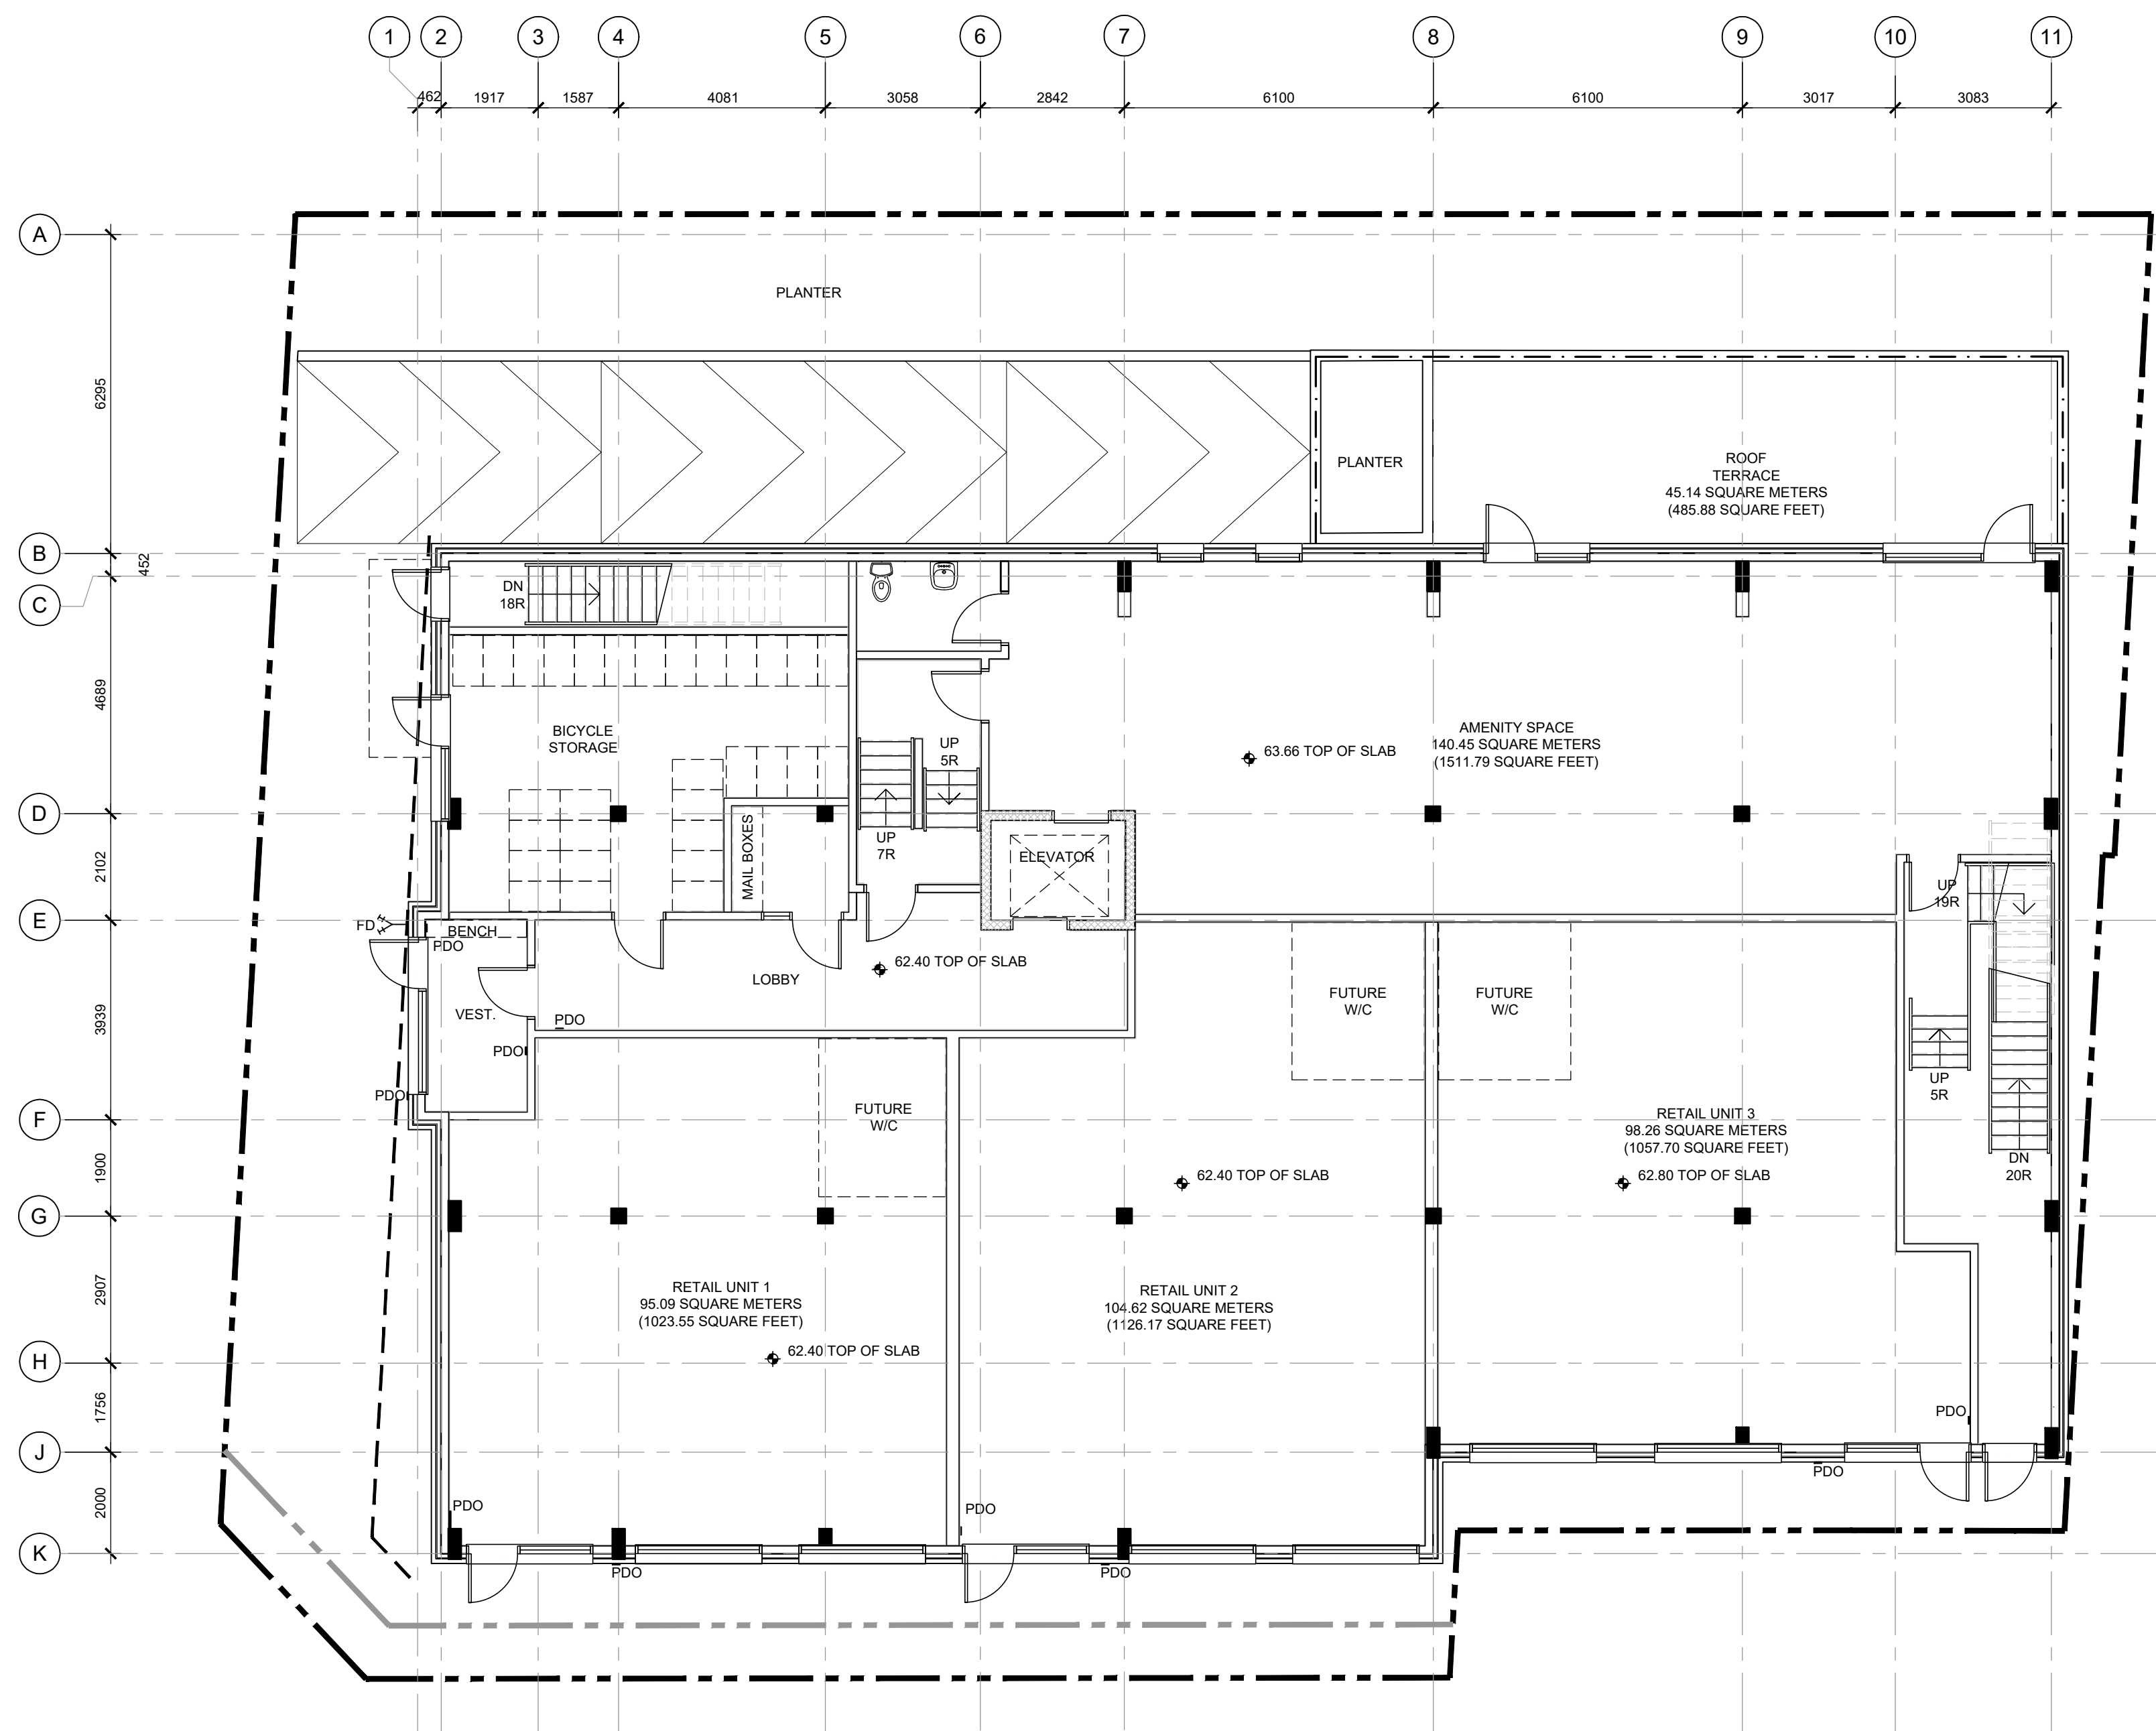 1 2 3 4 5 6 7 8 9 10 11
462 1917 1587 4081 3058 2842 6100 6100 3017 3083
A
PLANTER
6295
PLANTER
ROOF
TERRACE
45.14 SQUARE METERS
(485.88 SQUARE FEET)
B
452
C
DN
18R
4689
BICYCLE
STORAGE
UP
5R
63.66 TOP OF SLAB
AMENITY SPACE
140.45 SQUARE METERS
(1511.79 SQUARE FEET)
D
2102
MAIL BOXES
UP
7R
ELEVATOR
UP
19R
E
FD
BENCH
PDO
62.40 TOP OF SLAB
LOBBY
3939
VEST.
PDO
PDO
PDO
FUTURE
W/C
FUTURE
W/C
UP
5R
F
FUTURE
W/C
RETAIL UNIT 3
98.26 SQUARE METERS
(1057.70 SQUARE FEET)
62.40 TOP OF SLAB
62.80 TOP OF SLAB
DN
20R
1900
G
2907
RETAIL UNIT 1
95.09 SQUARE METERS
(1023.55 SQUARE FEET)
62.40 TOP OF SLAB
RETAIL UNIT 2
104.62 SQUARE METERS
(1126.17 SQUARE FEET)
H
1756
PDO
J
PDO
2000
PDO
PDO
K
PDO
PDO